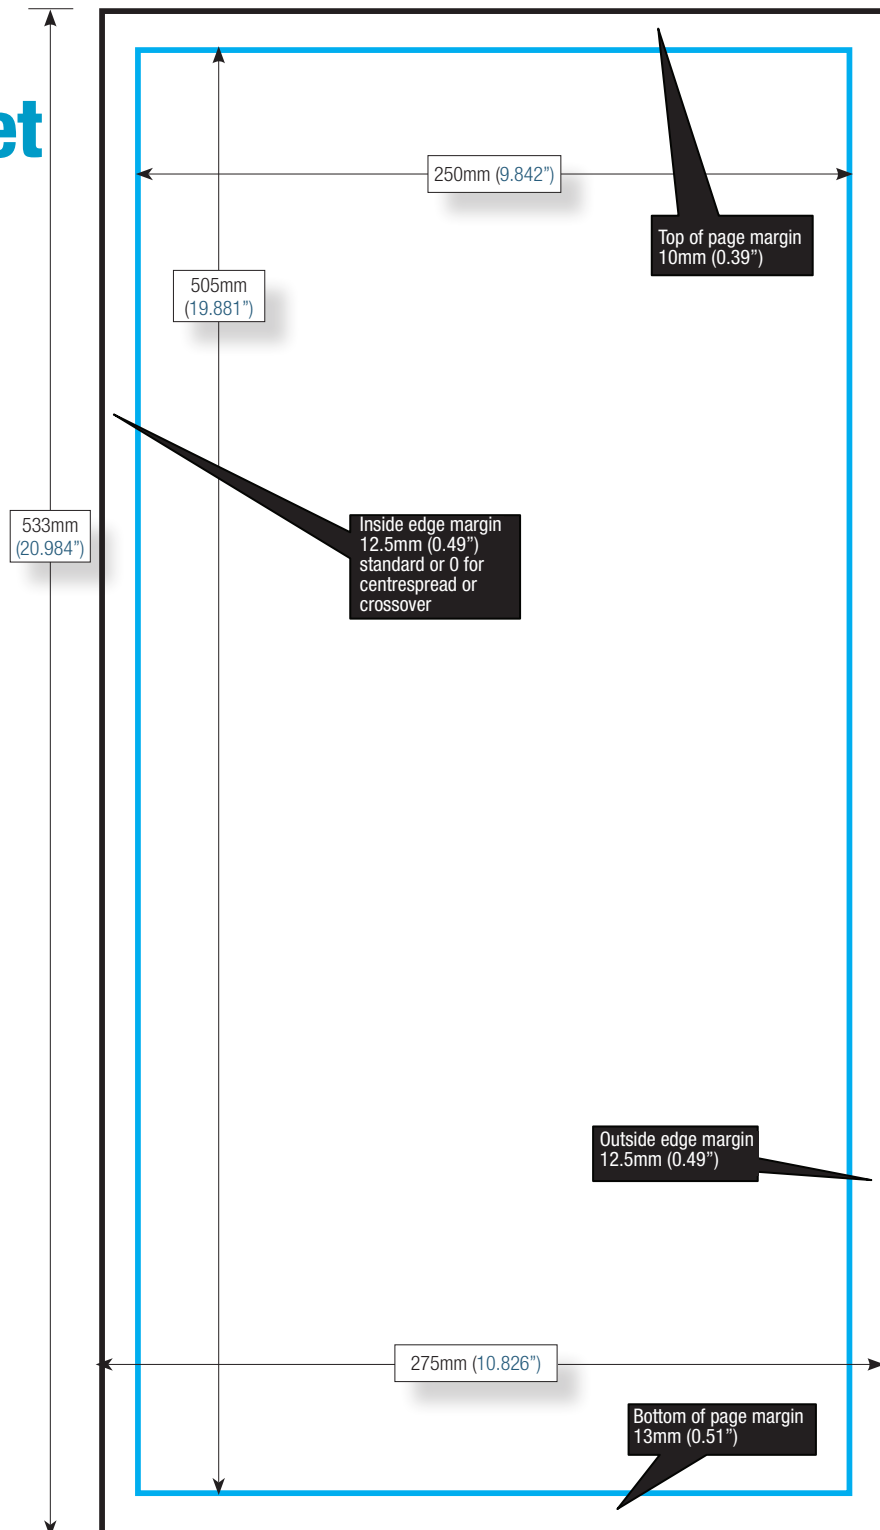 et
250mm (9.842”)
Top of page margin
10mm (0.39”)
505mm
(19.881”)
533mm
(20.984”)
Inside edge margin
12.5mm (0.49”)
standard or 0 for
centrespread or
crossover
Outside edge margin
12.5mm (0.49”)
275mm (10.826”)
Bottom of page margin
13mm (0.51”)